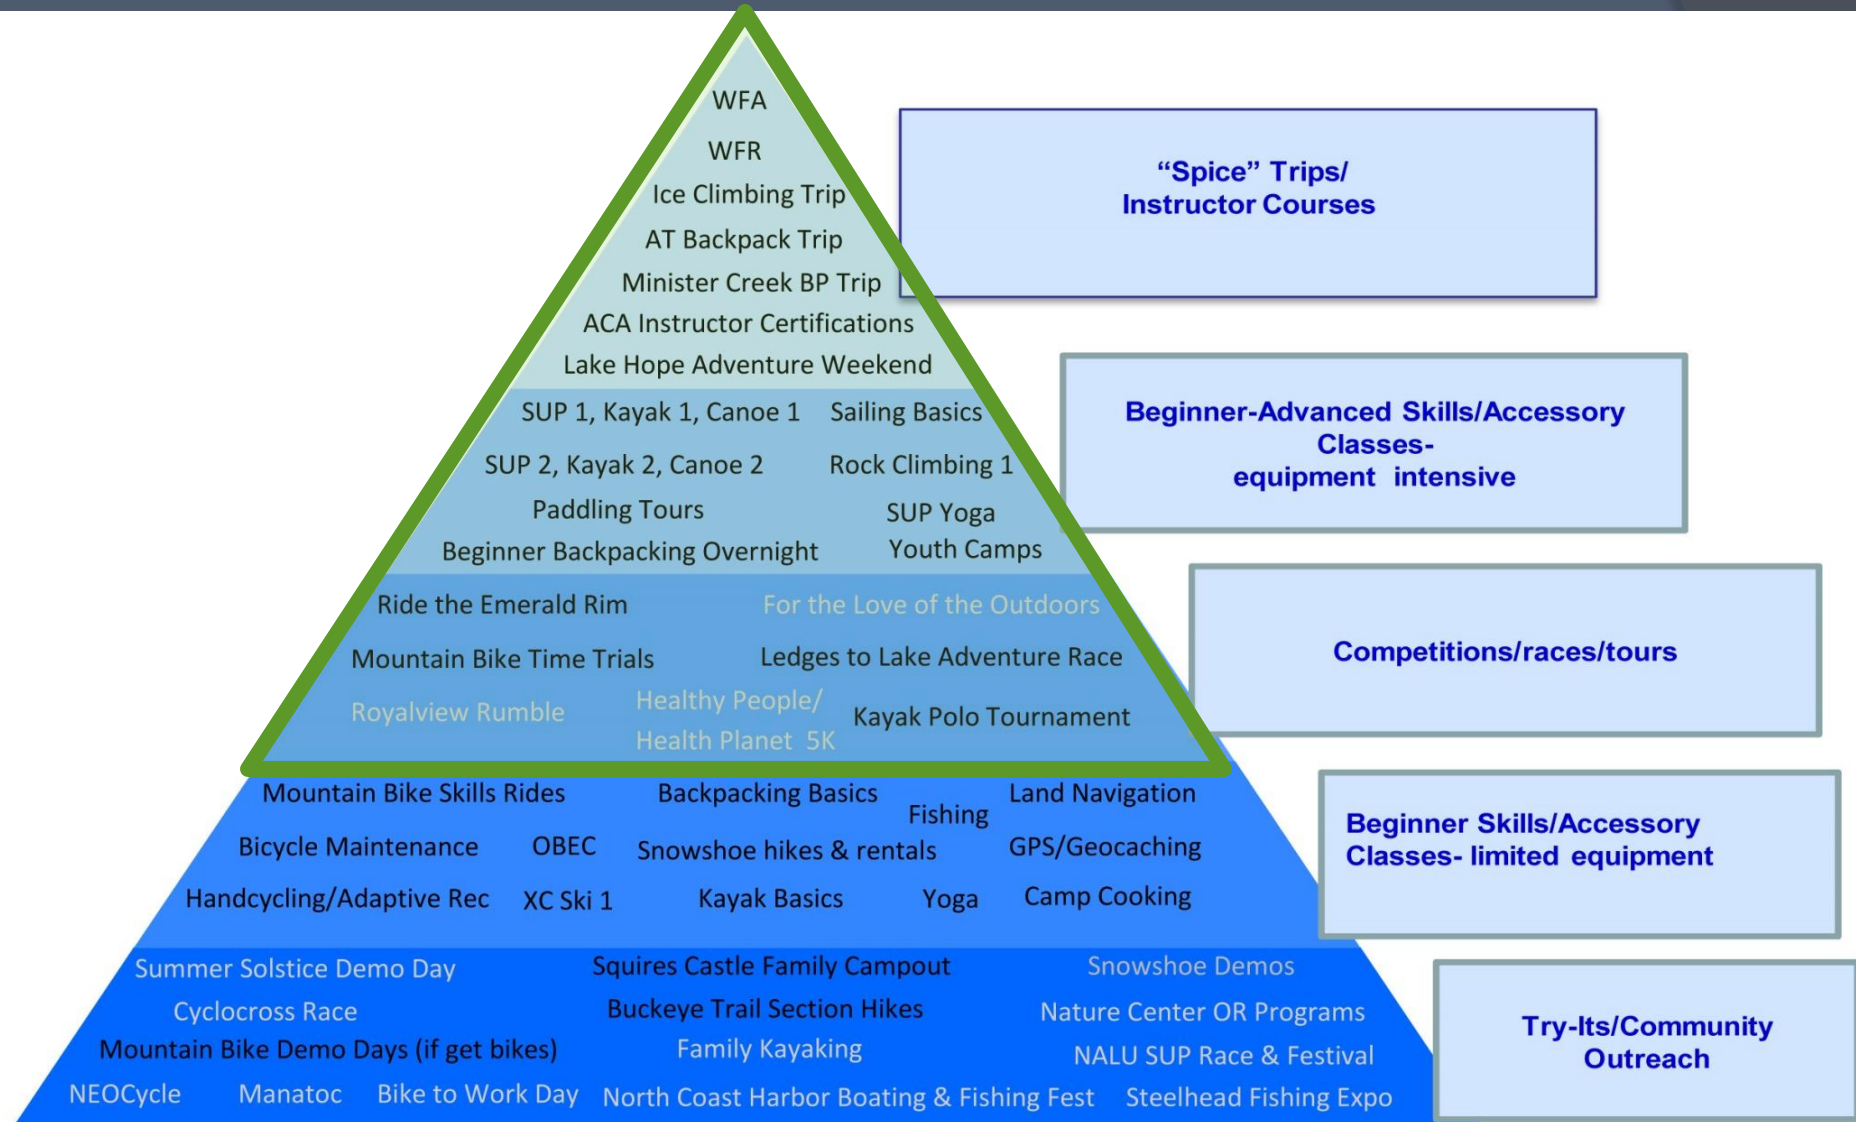 WFA
WFR
Ice Climbing Trip
AT Backpack Trip
Minister Creek BP Trip
ACA Instructor Certifications
Lake Hope Adventure Weekend
“Spice” Trips/
Instructor Courses
SUP 1, Kayak 1, Canoe 1 Sailing Basics
SUP 2, Kayak 2, Canoe 2 Rock Climbing 1
Paddling Tours SUP Yoga
Beginner Backpacking Overnight Youth Camps
Beginner-Advanced Skills/Accessory
Classes-
equipment intensive
Ride the Emerald Rim For the Love of the Outdoors
Mountain Bike Time Trials Ledges to Lake Adventure Race
Royalview Rumble
Healthy People/
Health Planet 5K
Kayak Polo Tournament
Competitions/races/tours
Mountain Bike Skills Rides Backpacking Basics Fishing Land Navigation
Bicycle Maintenance OBEC Snowshoe hikes & rentals GPS/Geocaching
Handcycling/Adaptive Rec XC Ski 1 Kayak Basics Yoga Camp Cooking
Beginner Skills/Accessory
Classes- limited equipment
Summer Solstice Demo Day Squires Castle Family Campout Snowshoe Demos
Cyclocross Race Buckeye Trail Section Hikes Nature Center OR Programs
Mountain Bike Demo Days (if get bikes) Family Kayaking NALU SUP Race & Festival
NEOCycle Manatoc Bike to Work Day North Coast Harbor Boating & Fishing Fest Steelhead Fishing Expo
Try-Its/Community
Outreach